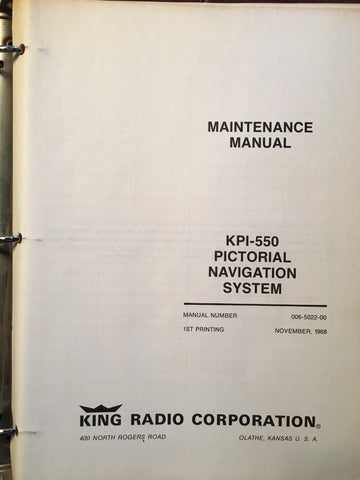 MAINTENANCE
MANUAL
KPI-550
PICTORIAL
NAVIGATION
SYSTEM
MANUAL NUMBER 006-5022-00
1ST PRINTING NOVEMBER, 1968
KING RADIO CORPORATION®
400 NORTH ROGERS ROAD OLATHE, KANSAS U. S. A.